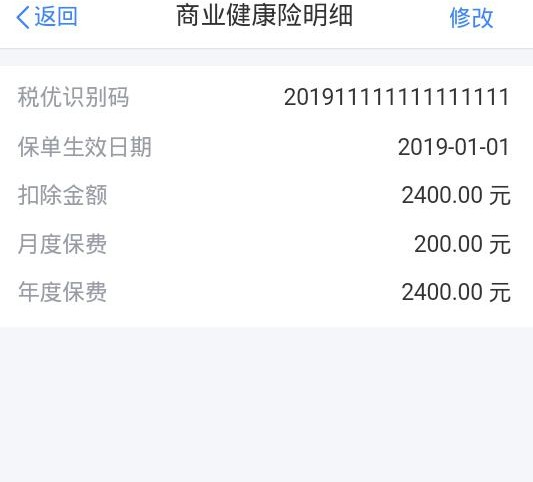 返回 商业健康险明细 修改
税优识别码 201911111111111111
保单生效日期 2019-01-01
扣除金额 2400.00 元
月度保费 200.00 元
年度保费 2400.00 元